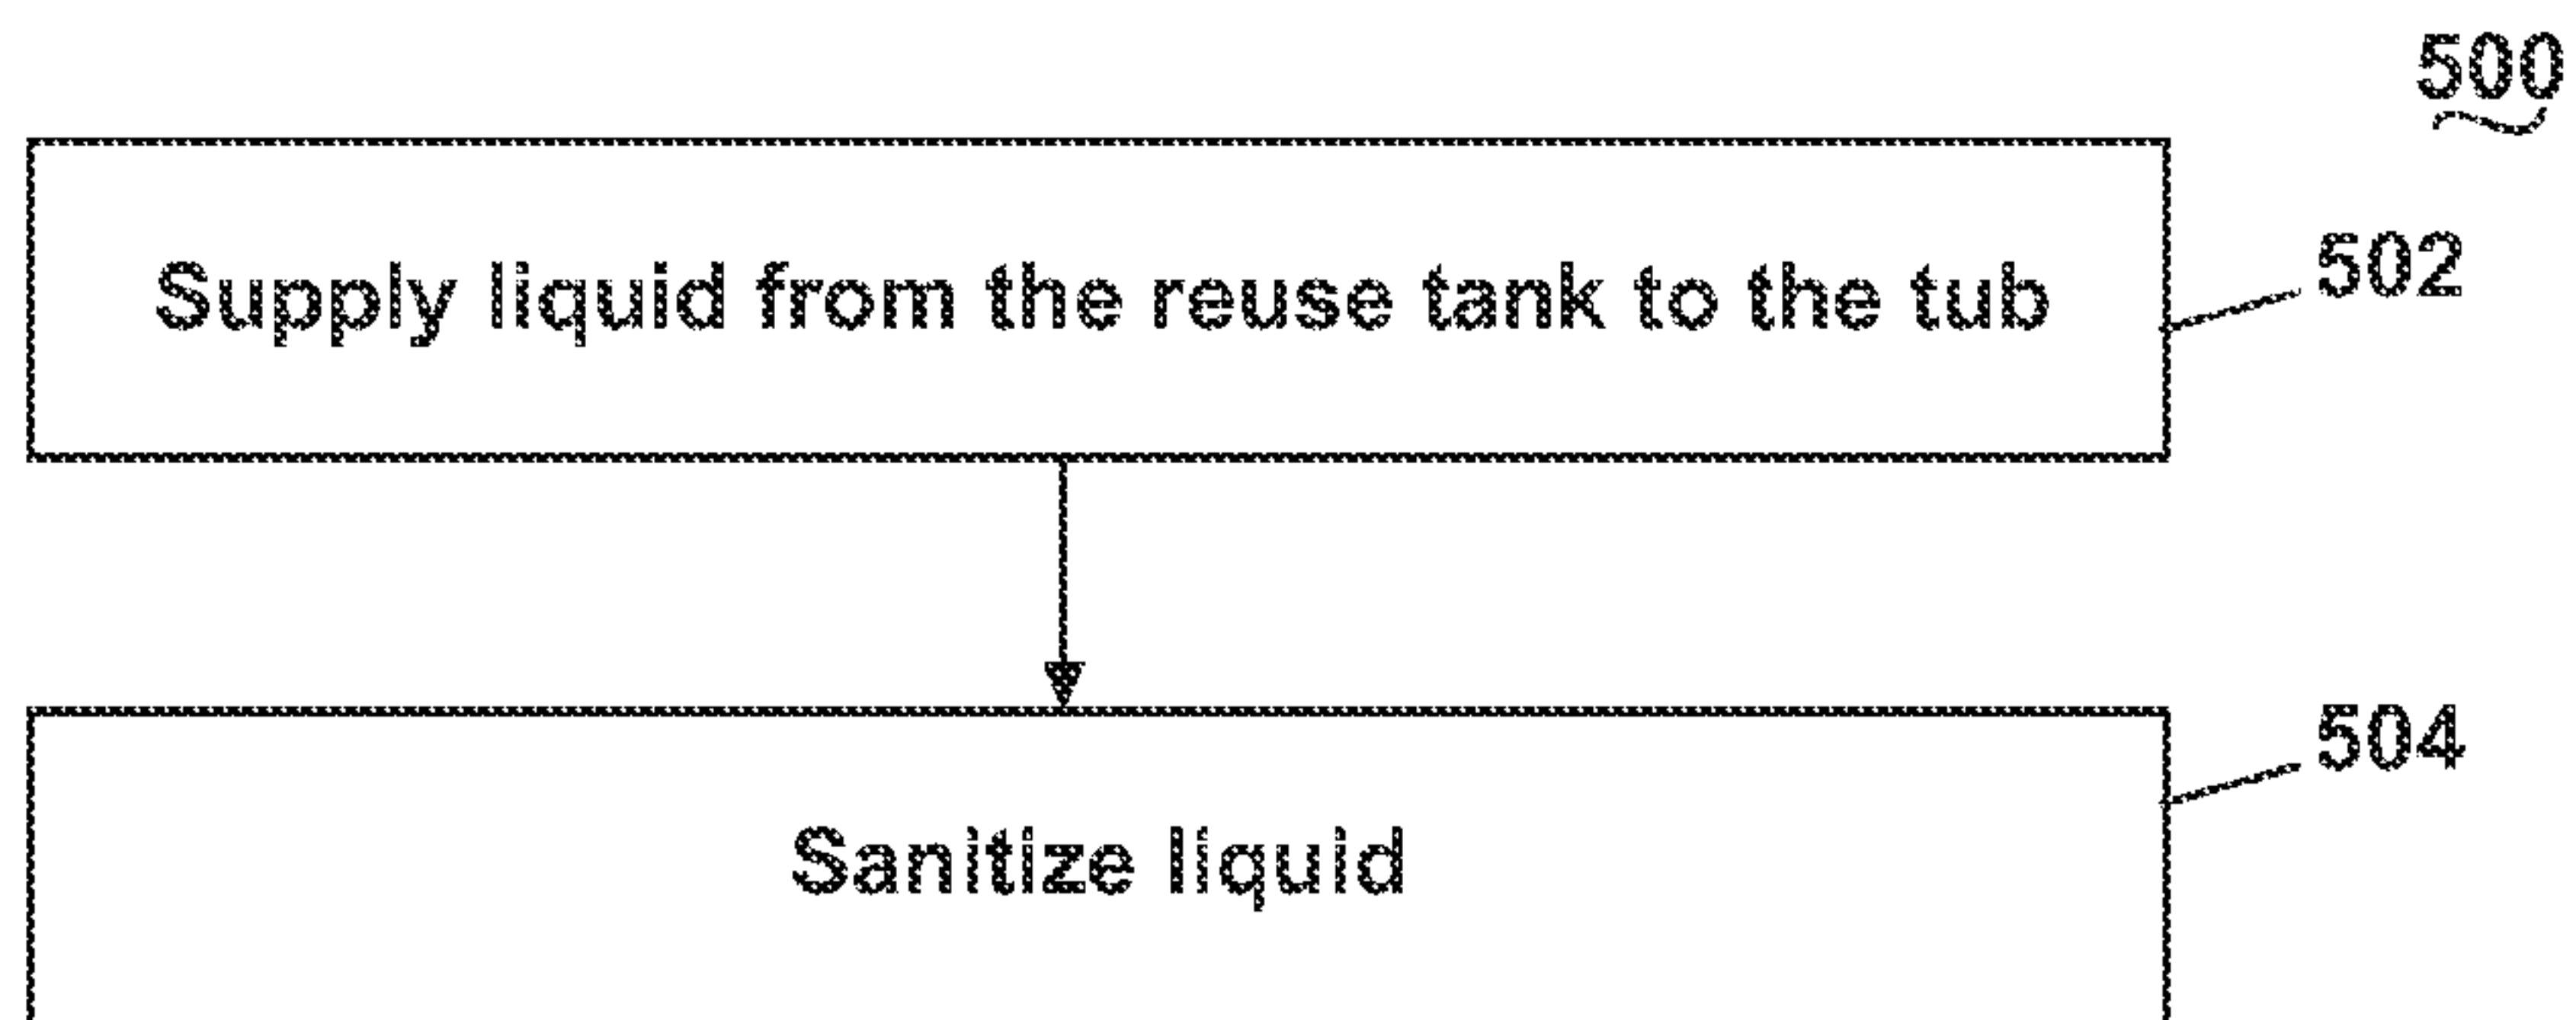 500
Supply liquid from the reuse tank to the tub
502
504
Sanitize liquid